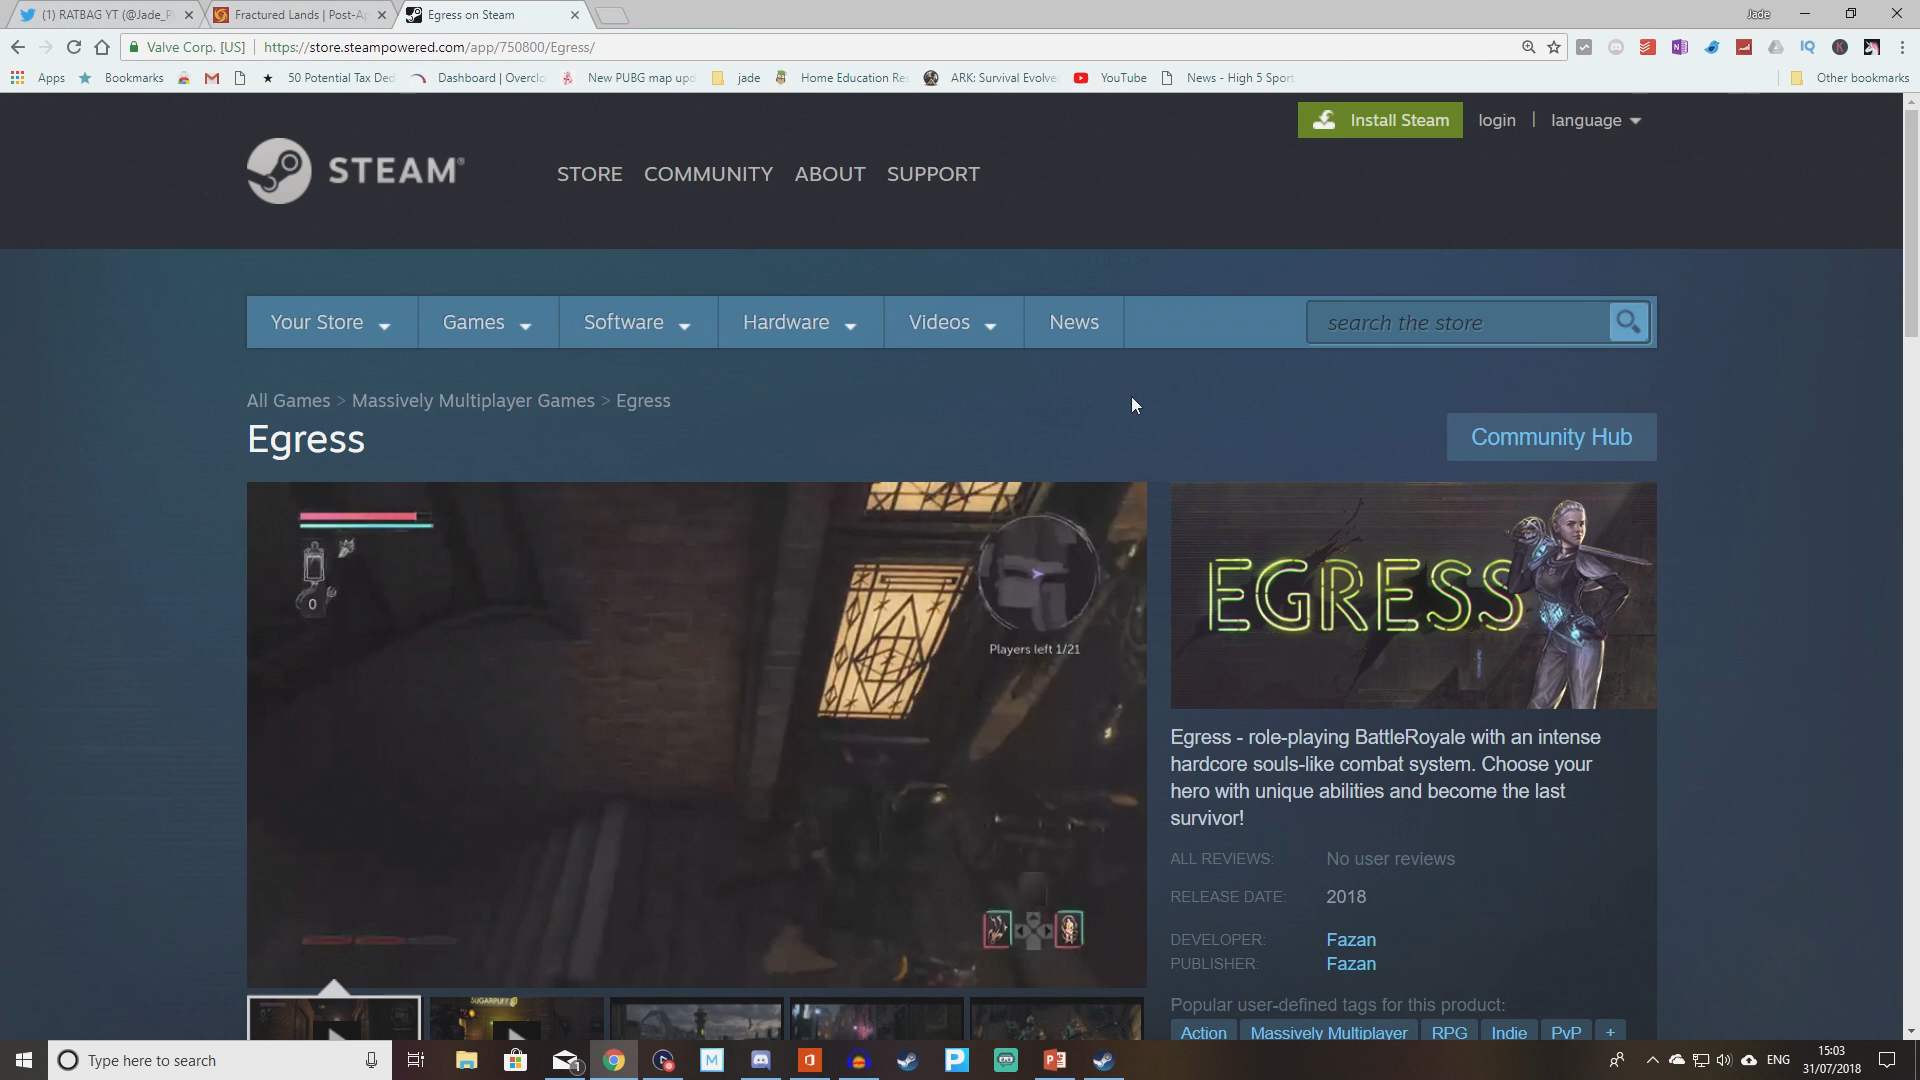 (1) RATBAG YT (@Jade_P
Fractured Lands | Post-Ap
Egress on Steam
Jade
Valve Corp. [US]
https://store.steampowered.com/app/750800/Egress/
Apps
Bookmarks
50 Potential Tax Ded
Dashboard | Overclo
New PUBG map upd
jade
Home Education Re
ARK: Survival Evolve
YouTube
News - High 5 Sport
Other bookmarks
Install Steam
login
language
STEAM
STORE
COMMUNITY
ABOUT
SUPPORT
Your Store
Games
Software
Hardware
Videos
News
search the store
All Games > Massively Multiplayer Games > Egress
Egress
Community Hub
0
Players left 1/21
EGRESS
Egress - role-playing BattleRoyale with an intense
hardcore souls-like combat system. Choose your
hero with unique abilities and become the last
survivor!
ALL REVIEWS: No user reviews
RELEASE DATE: 2018
DEVELOPER: Fazan
PUBLISHER: Fazan
Popular user-defined tags for this product:
Action
Massively Multiplayer
RPG
Indie
PvP
+
SUGARPUFF
Type here to search
1
ENG
15:03
31/07/2018